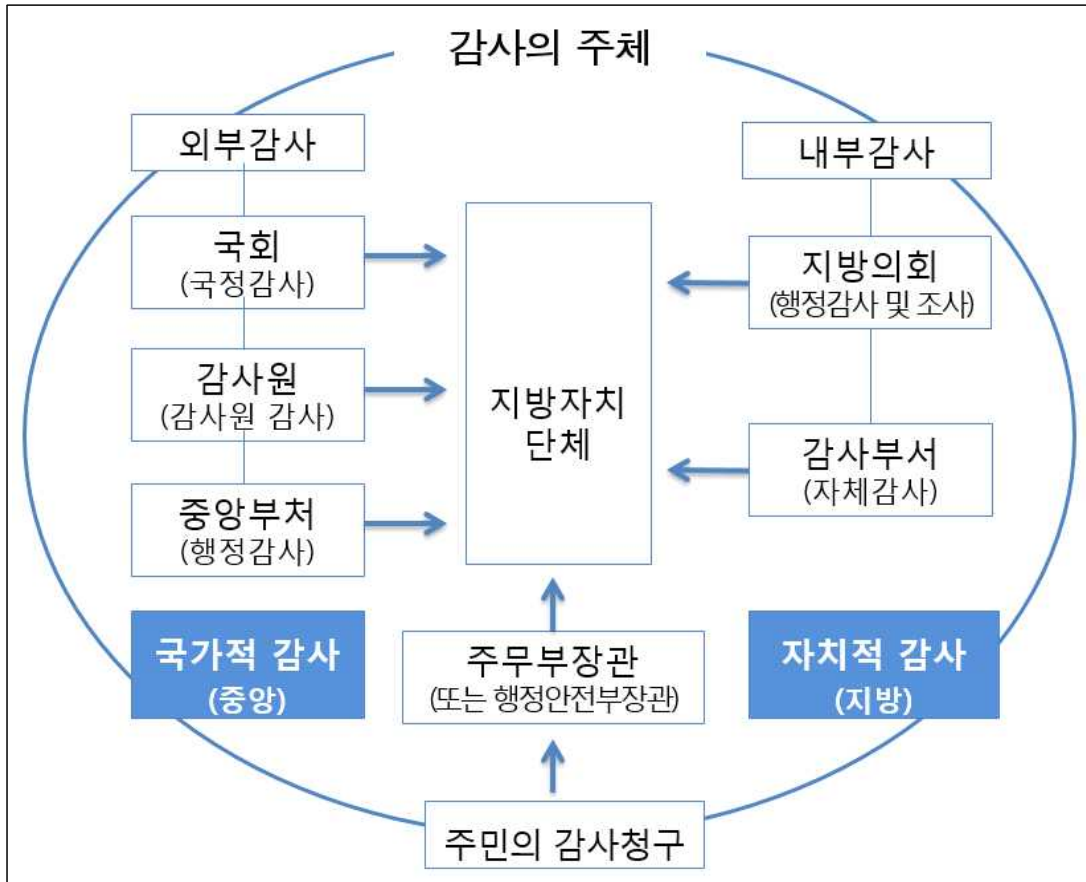 감사의 주체
외부감사
국회
(국정감사)
감사원
(감사원 감사)
중앙부처
(행정감사)
국가적 감사
(중앙)
지방자치
단체
주무부장관
(또는 행정안전부장관)
주민의 감사청구
내부감사
지방의회
(행정감사 및 조사)
감사부서
(자체감사)
자치적 감사
(지방)